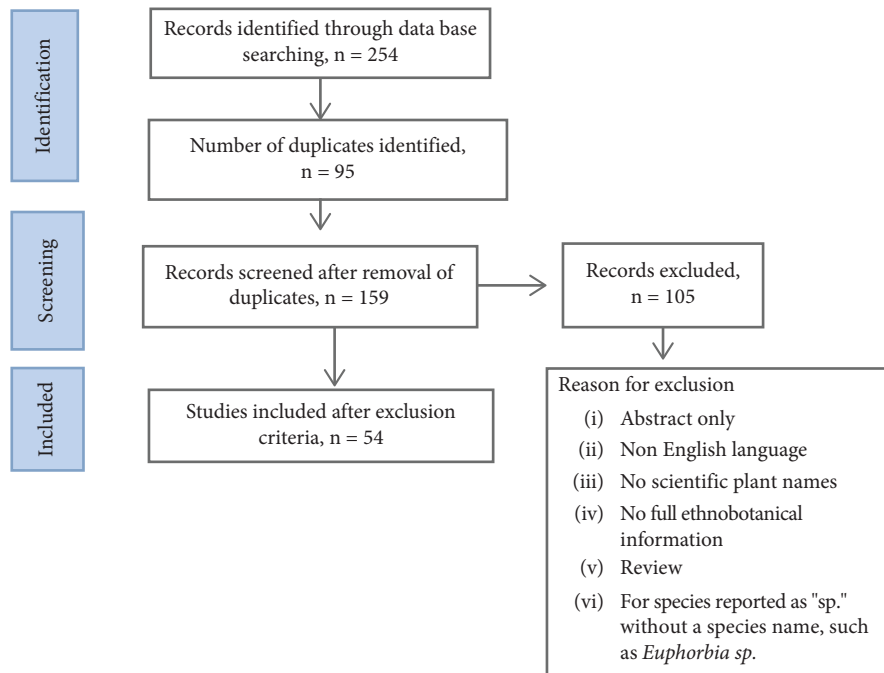 Identification
Records identified through data base
searching, n = 254
Number of duplicates identified,
n = 95
Screening
Records screened after removal of
duplicates, n = 159
Records excluded,
n = 105
Included
Studies included after exclusion
criteria, n = 54
Reason for exclusion
(i) Abstract only
(ii) Non English language
(iii) No scientific plant names
(iv) No full ethnobotanical
information
(v) Review
(vi) For species reported as "sp."
without a species name, such
as Euphorbia sp.